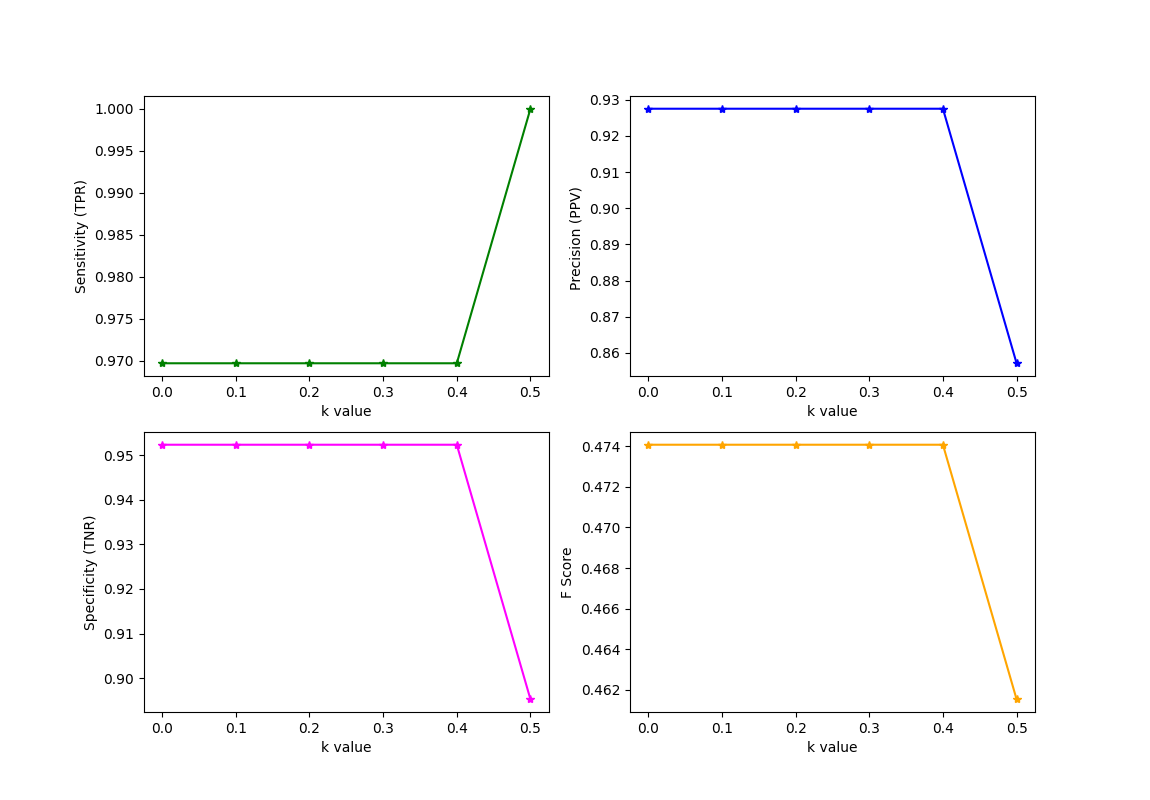 1.000
0.995
0.990
0.985
0.980
0.975
0.970
Sensitivity (TPR)
0.0 0.1 0.2 0.3 0.4 0.5
k value
0.93
0.92
0.91
0.90
0.89
0.88
0.87
0.86
Precision (PPV)
0.0 0.1 0.2 0.3 0.4 0.5
k value
0.95
0.94
0.93
0.92
0.91
0.90
Specificity (TNR)
0.0 0.1 0.2 0.3 0.4 0.5
k value
0.474
0.472
0.470
0.468
0.466
0.464
0.462
F Score
0.0 0.1 0.2 0.3 0.4 0.5
k value